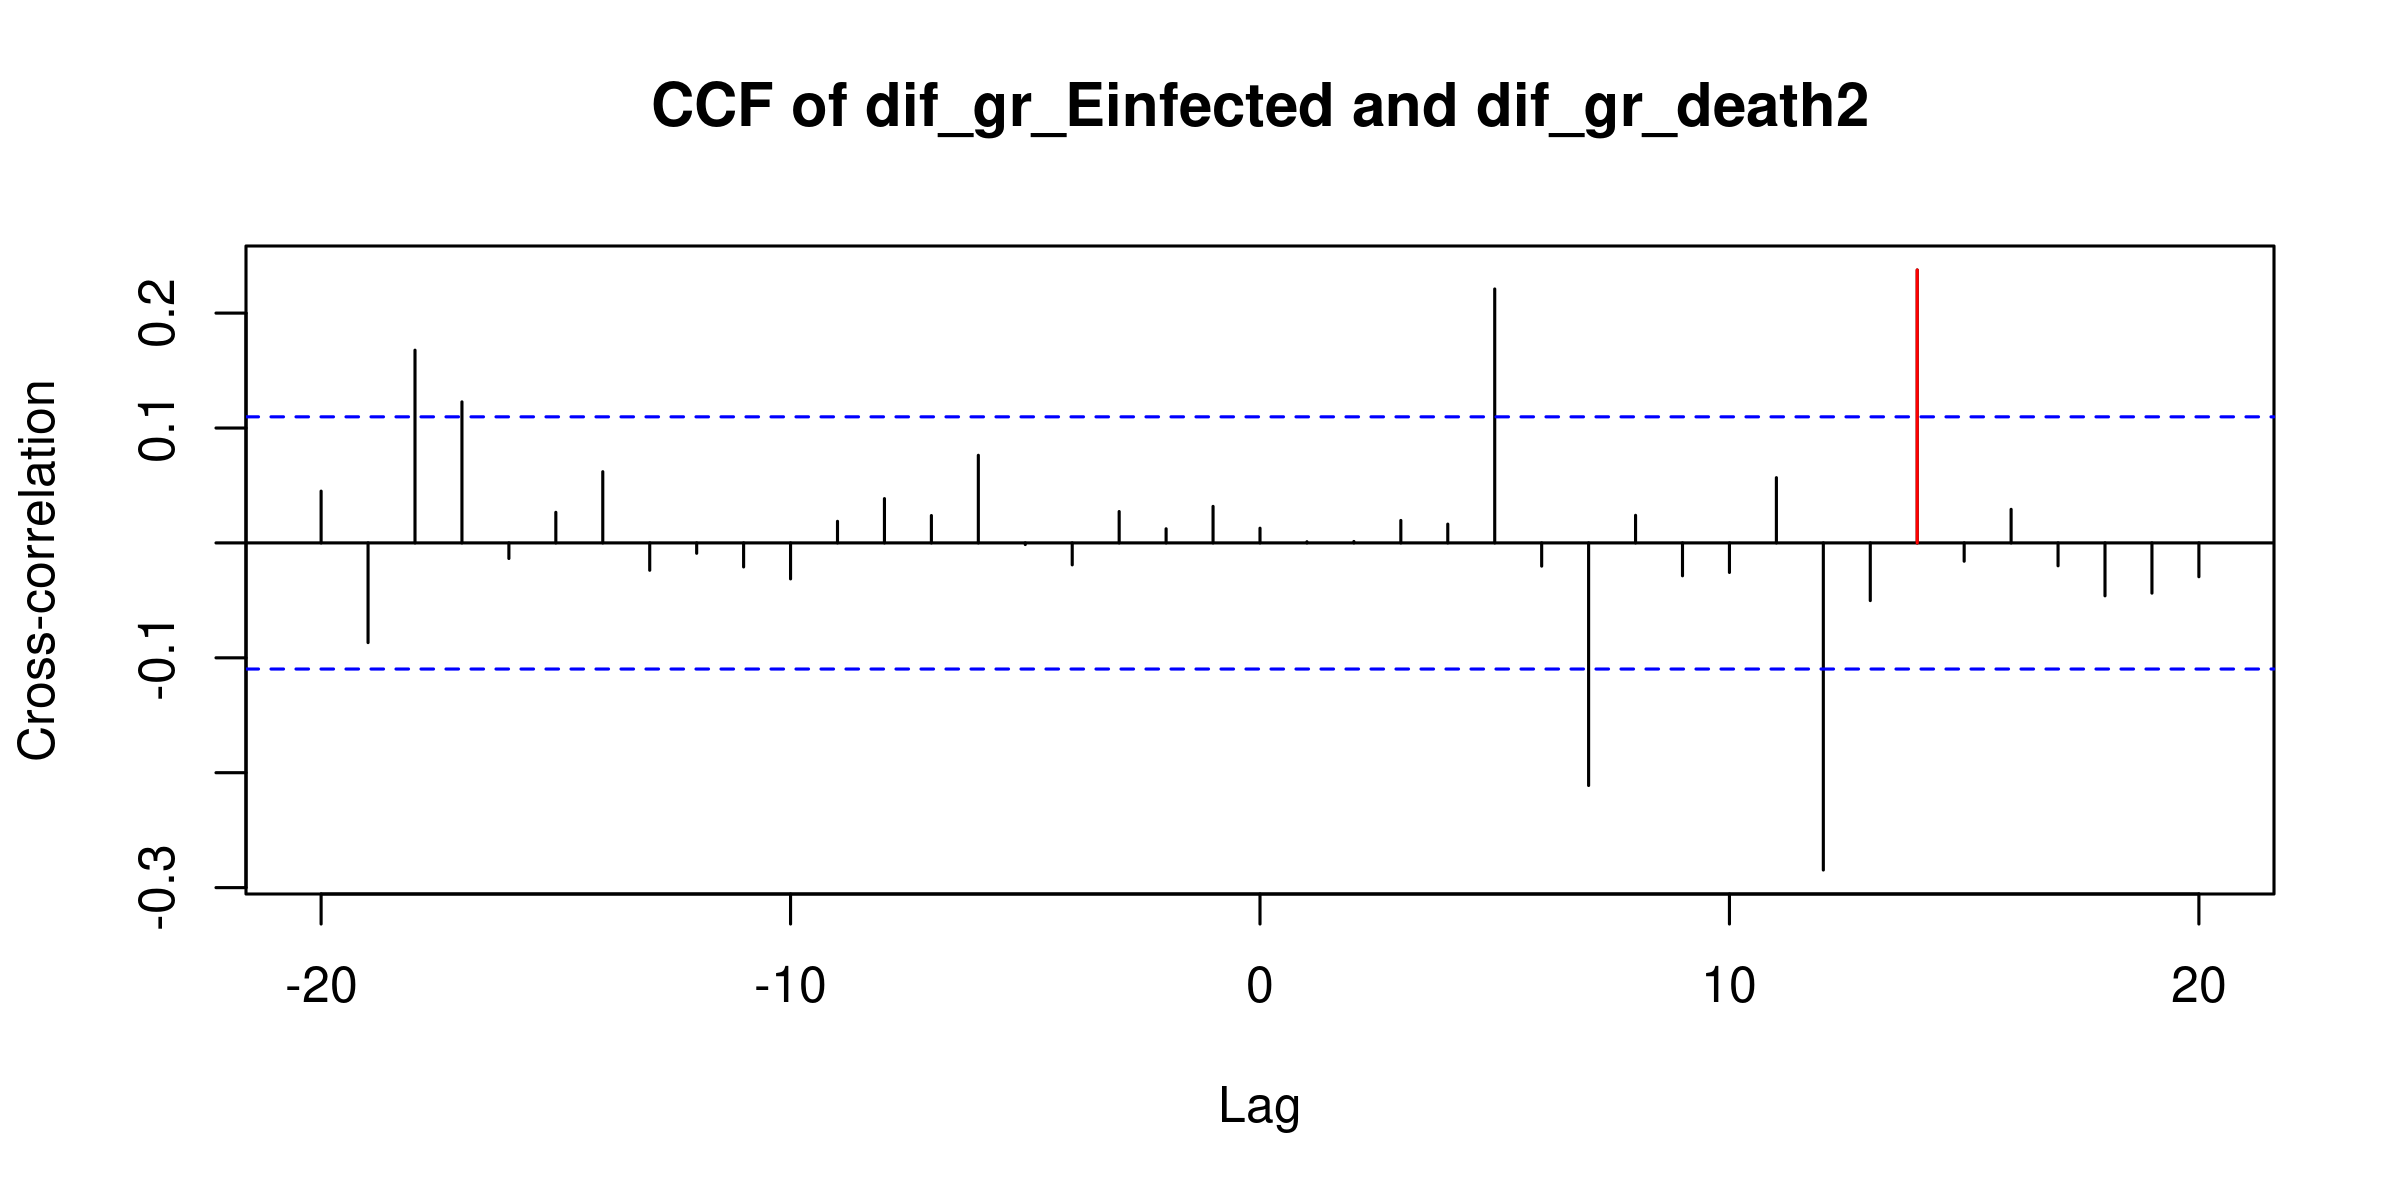 CCF of dif_gr_Einfected and dif_gr_death2
Cross-correlation
0.2
0.1
-0.1
-0.3
-20 -10 0 10 20
Lag